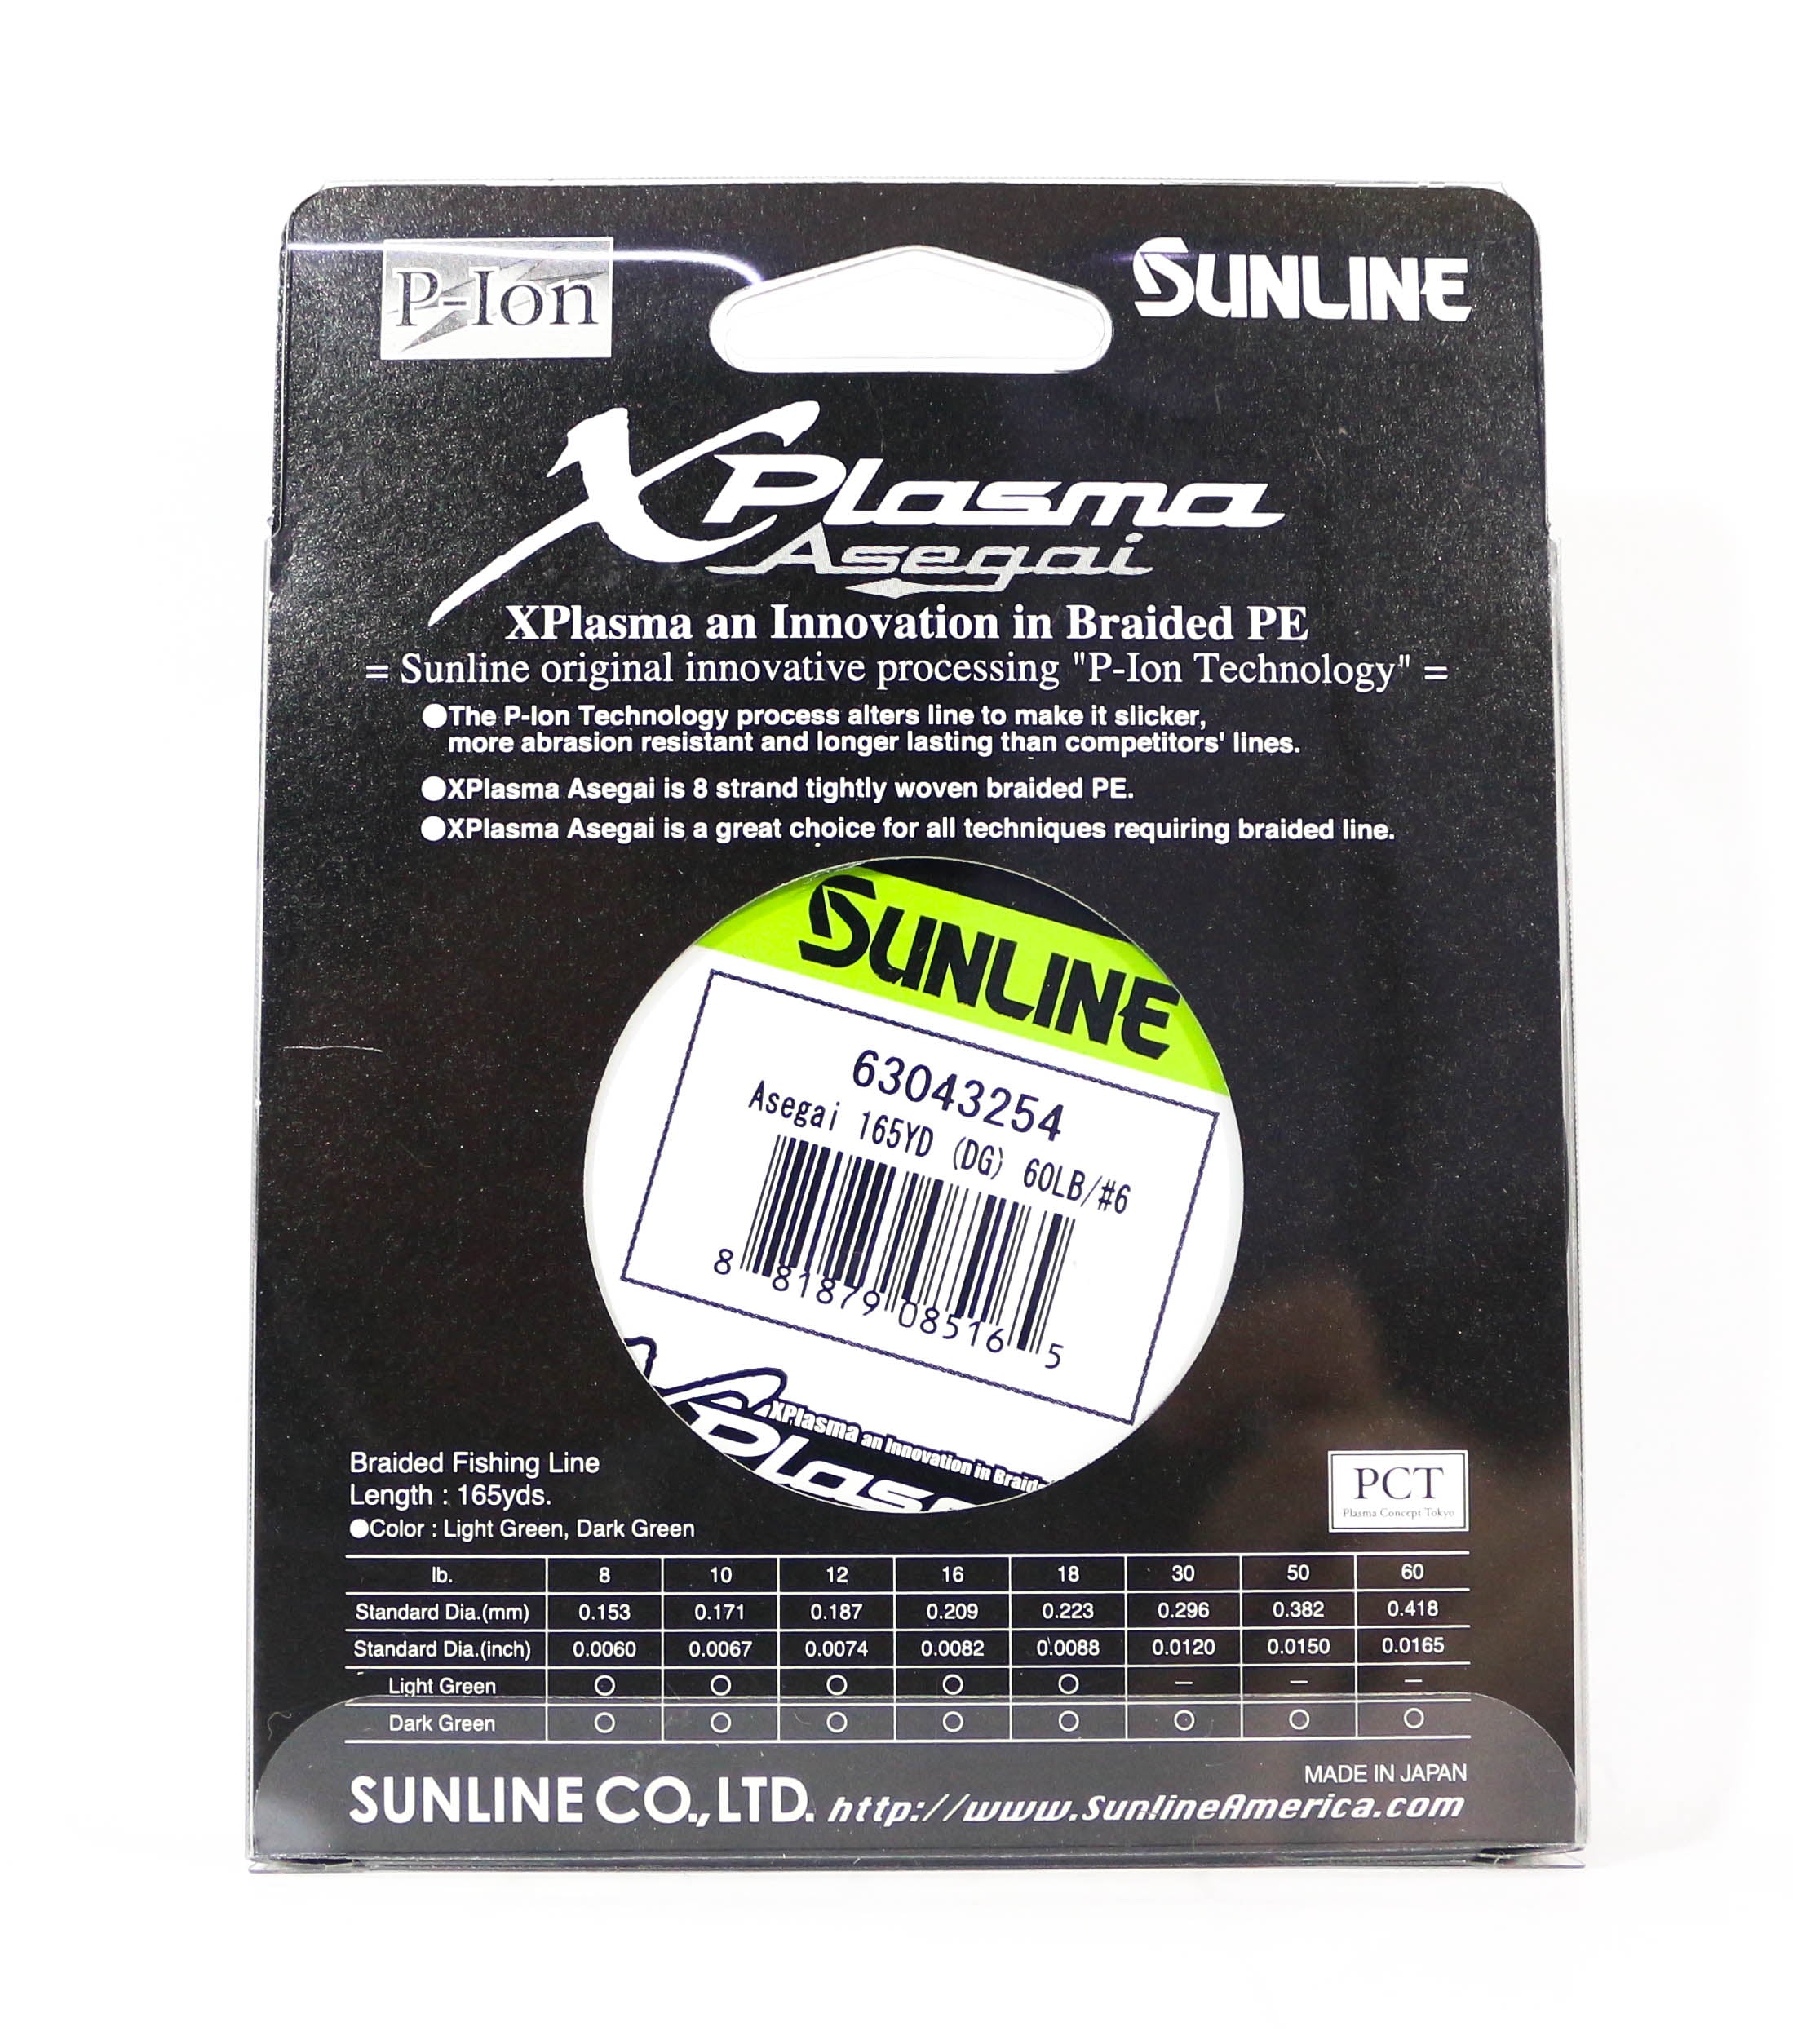 P-Ion
SUNLINE
XPlasma
Asegai
XPlasma an Innovation in Braided PE
= Sunline original innovative processing "P-Ion Technology" =
●The P-Ion Technology process alters line to make it slicker,
more abrasion resistant and longer lasting than competitors' lines.
●XPlasma Asegai is 8 strand tightly woven braided PE.
●XPlasma Asegai is a great choice for all techniques requiring braided line.
SUNLINE
63043254
Asegai 165YD (DG) 60LB/#6
8 81879 08516 5
XPlasma an Innovation in Braid
XPlas
Braided Fishing Line
Length : 165yds.
●Color : Light Green, Dark Green
PCT
Plasma Concept Tokyo
lb. 8 10 12 16 18 30 50 60
Standard Dia.(mm) 0.153 0.171 0.187 0.209 0.223 0.296 0.382 0.418
Standard Dia.(inch) 0.0060 0.0067 0.0074 0.0082 0.0088 0.0120 0.0150 0.0165
Light Green ○ ○ ○ ○ ○ — — —
Dark Green ○ ○ ○ ○ ○ ○ ○ ○
MADE IN JAPAN
SUNLINE CO.,LTD. http://www.SunlineAmerica.com